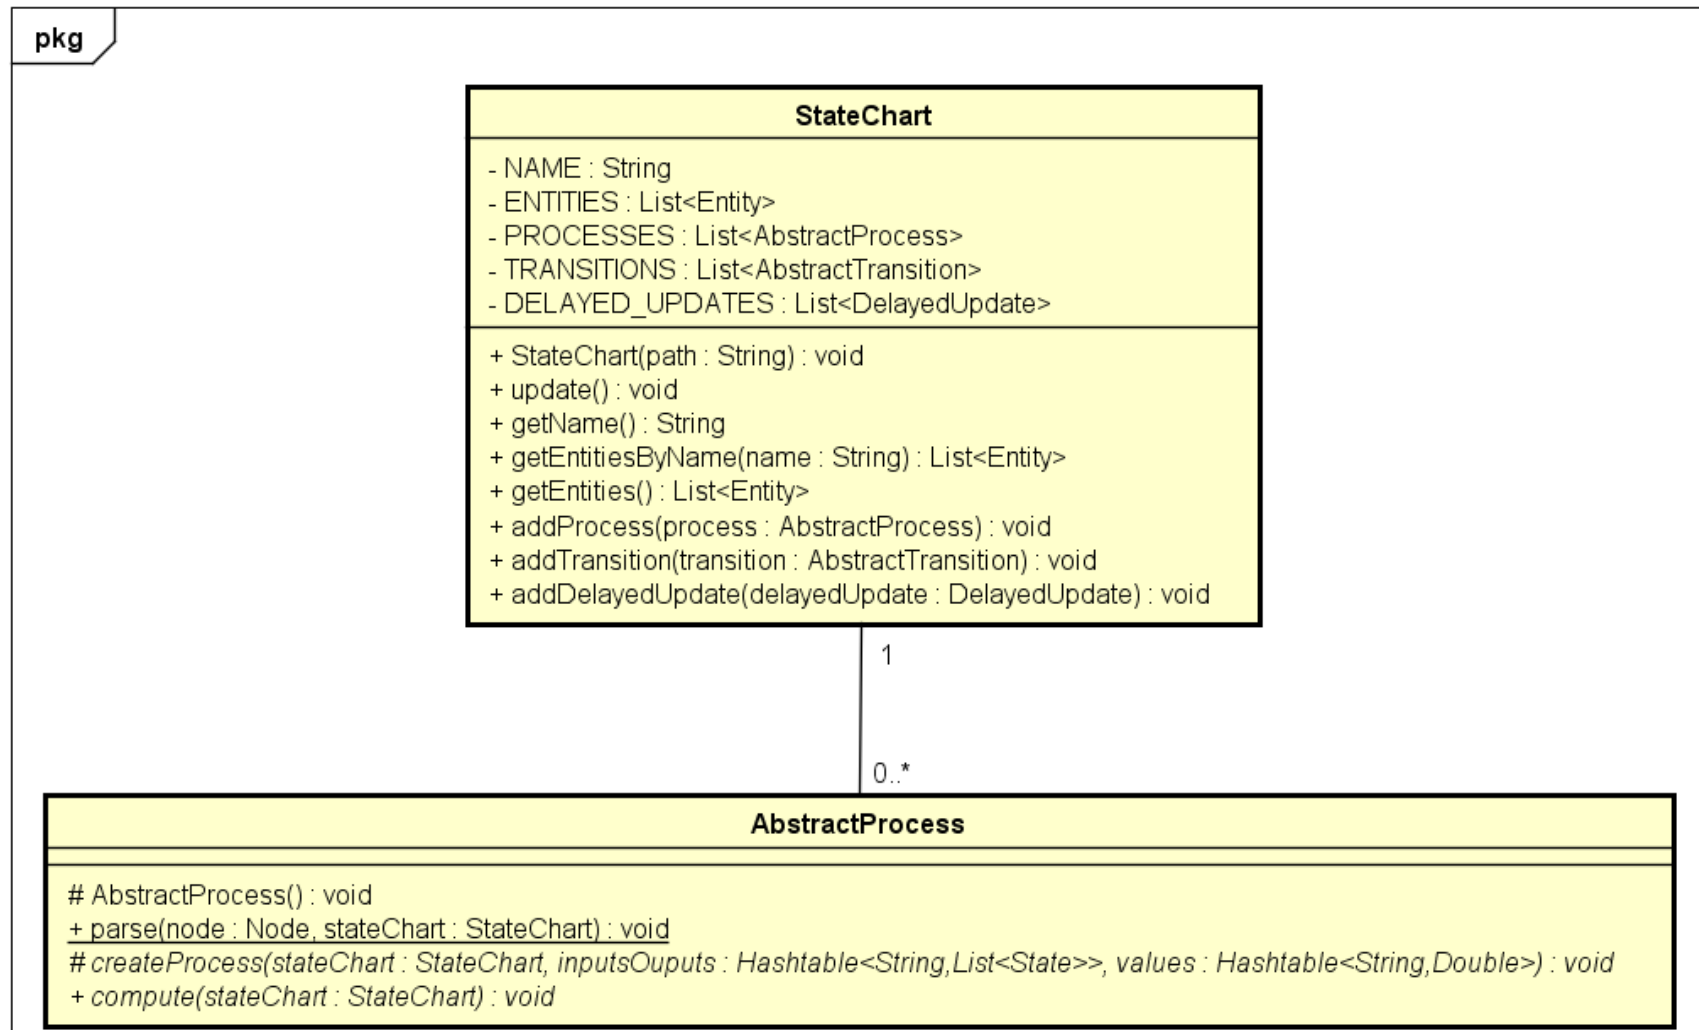 pkg
StateChart
- NAME : String
- ENTITIES : List<Entity>
- PROCESSES : List<AbstractProcess>
- TRANSITIONS : List<AbstractTransition>
- DELAYED_UPDATES : List<DelayedUpdate>
+ StateChart(path : String) : void
+ update() : void
+ getName() : String
+ getEntitiesByName(name : String) : List<Entity>
+ getEntities() : List<Entity>
+ addProcess(process : AbstractProcess) : void
+ addTransition(transition : AbstractTransition) : void
+ addDelayedUpdate(delayedUpdate : DelayedUpdate) : void
1
0..*
AbstractProcess
# AbstractProcess() : void
+ parse(node : Node, stateChart : StateChart) : void
# createProcess(stateChart : StateChart, inputsOuputs : Hashtable<String,List<State>>, values : Hashtable<String,Double>) : void
+ compute(stateChart : StateChart) : void